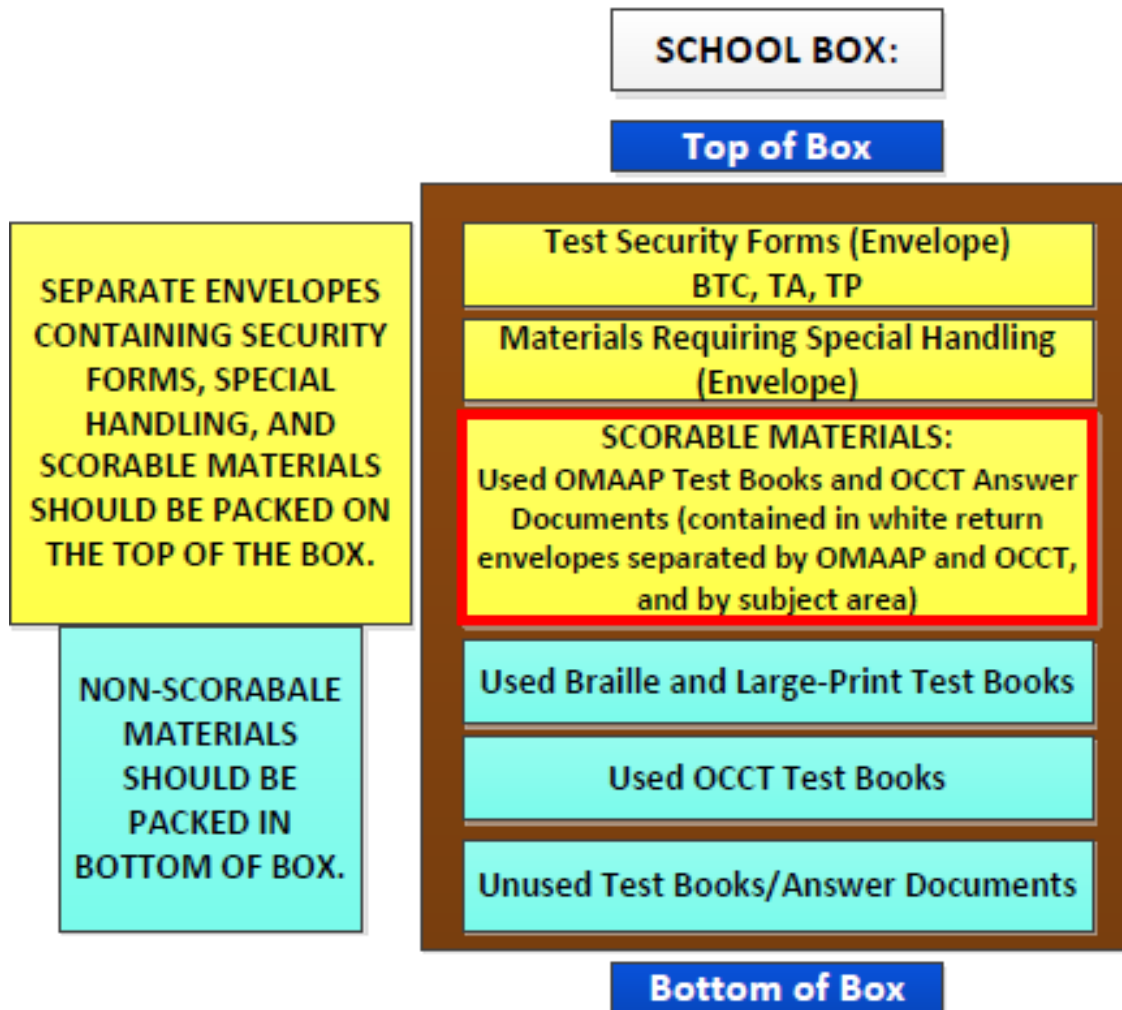 SCHOOL BOX:
Top of Box
SEPARATE ENVELOPES
CONTAINING SECURITY
FORMS, SPECIAL
HANDLING, AND
SCORABLE MATERIALS
SHOULD BE PACKED ON
THE TOP OF THE BOX.
NON-SCORABALE
MATERIALS
SHOULD BE
PACKED IN
BOTTOM OF BOX.
Test Security Forms (Envelope)
BTC, TA, TP
Materials Requiring Special Handling
(Envelope)
SCORABLE MATERIALS:
Used OMAAP Test Books and OCCT Answer
Documents (contained in white return
envelopes separated by OMAAP and OCCT,
and by subject area)
Used Braille and Large-Print Test Books
Used OCCT Test Books
Unused Test Books/Answer Documents
Bottom of Box